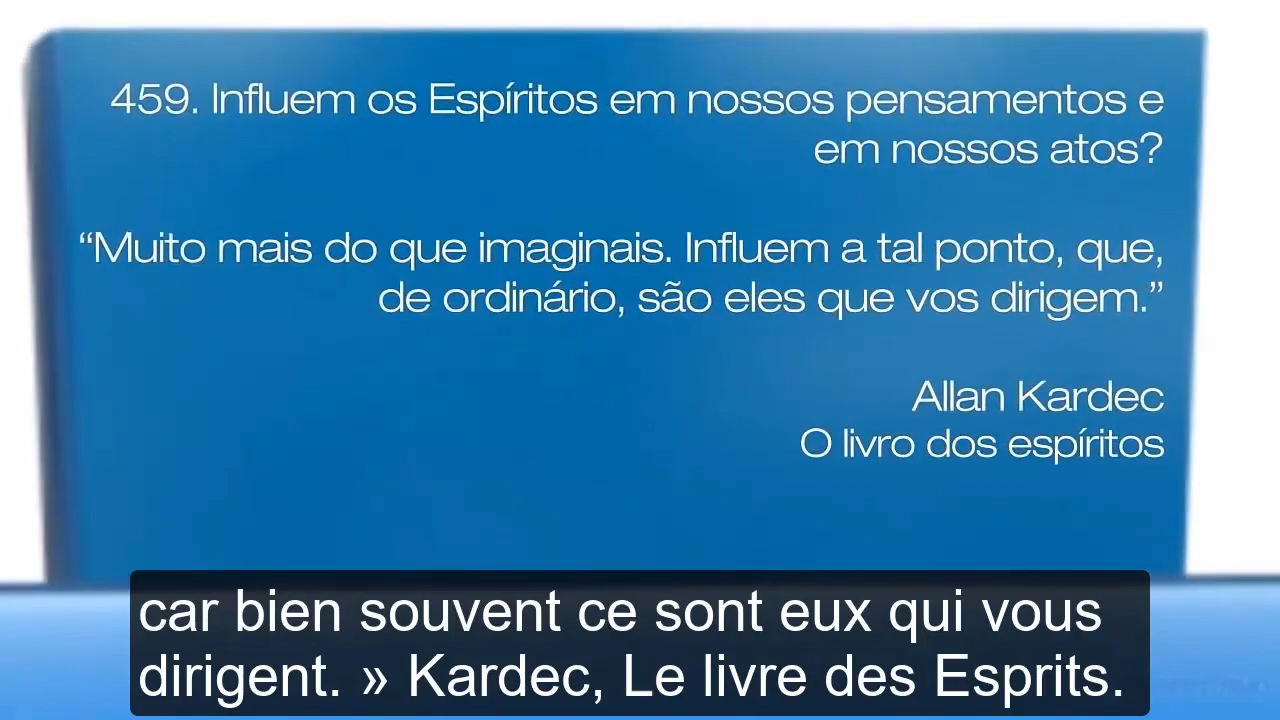 459. Influem os Espíritos em nossos pensamentos e
em nossos atos?
“Muito mais do que imaginais. Influem a tal ponto, que,
de ordinário, são eles que vos dirigem.”
Allan Kardec
O livro dos espíritos
car bien souvent ce sont eux qui vous
dirigent. » Kardec, Le livre des Esprits.